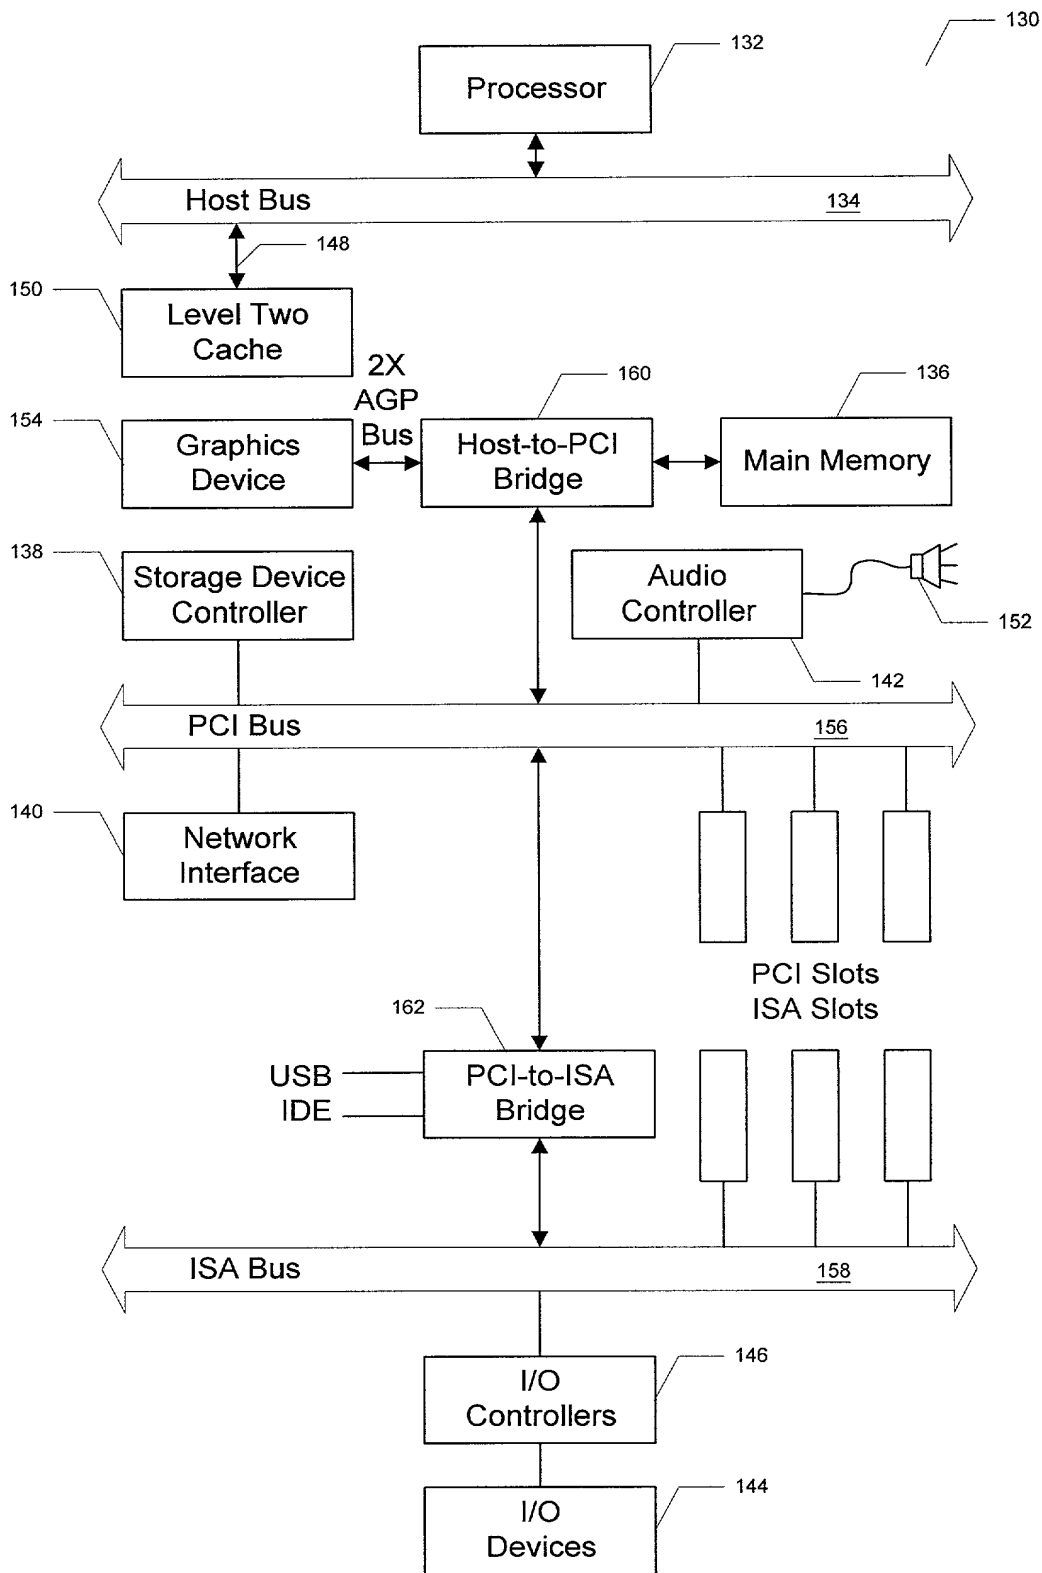 130
132
Processor
Host Bus
134
148
150
Level Two
Cache
2X
AGP
Bus
160
136
154
Graphics
Device
Host-to-PCI
Bridge
Main Memory
138
Storage Device
Controller
Audio
Controller
152
142
PCI Bus
156
140
Network
Interface
PCI Slots
ISA Slots
162
USB
IDE
PCI-to-ISA
Bridge
ISA Bus
158
146
I/O
Controllers
144
I/O
Devices